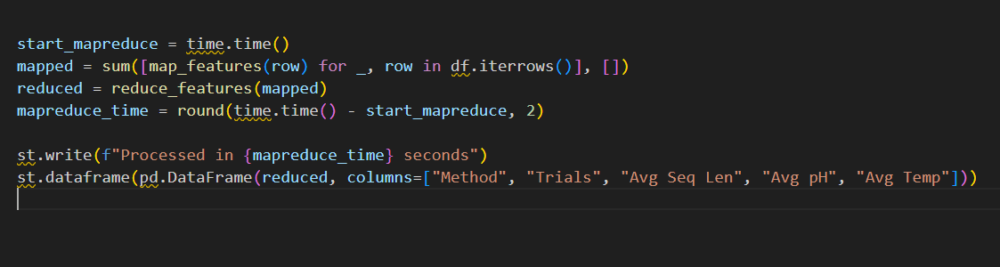 start_mapreduce = time.time()
mapped = sum([map_features(row) for _, row in df.iterrows()], [])
reduced = reduce_features(mapped)
mapreduce_time = round(time.time() - start_mapreduce, 2)
st.write(f"Processed in {mapreduce_time} seconds")
st.dataframe(pd.DataFrame(reduced, columns=["Method", "Trials", "Avg Seq Len", "Avg pH", "Avg Temp"]))